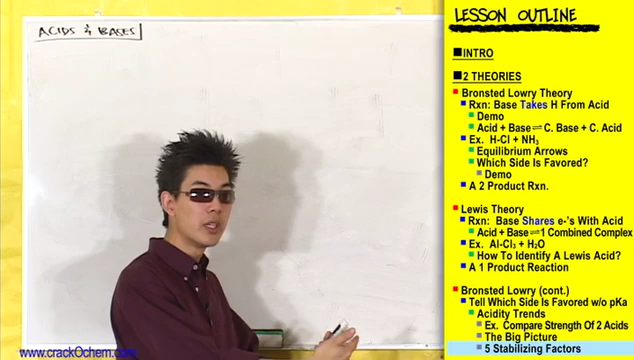 ACIDS & BASES
LESSON OUTLINE
INTRO
2 THEORIES
Bronsted Lowry Theory
Rxn: Base Takes H From Acid
Demo
Acid + Base ⇌ C. Base + C. Acid
Ex. H-Cl + NH₃
Equilibrium Arrows
Which Side Is Favored?
Demo
A 2 Product Rxn.
Lewis Theory
Rxn: Base Shares e-'s With Acid
Acid + Base ⇌ 1 Combined Complex
Ex. Al-Cl₃ + H₂O
How To Identify A Lewis Acid?
A 1 Product Reaction
Bronsted Lowry (cont.)
Tell Which Side Is Favored w/o pKa
Acidity Trends
Ex. Compare Strength Of 2 Acids
The Big Picture
5 Stabilizing Factors
www.crackOchem.com